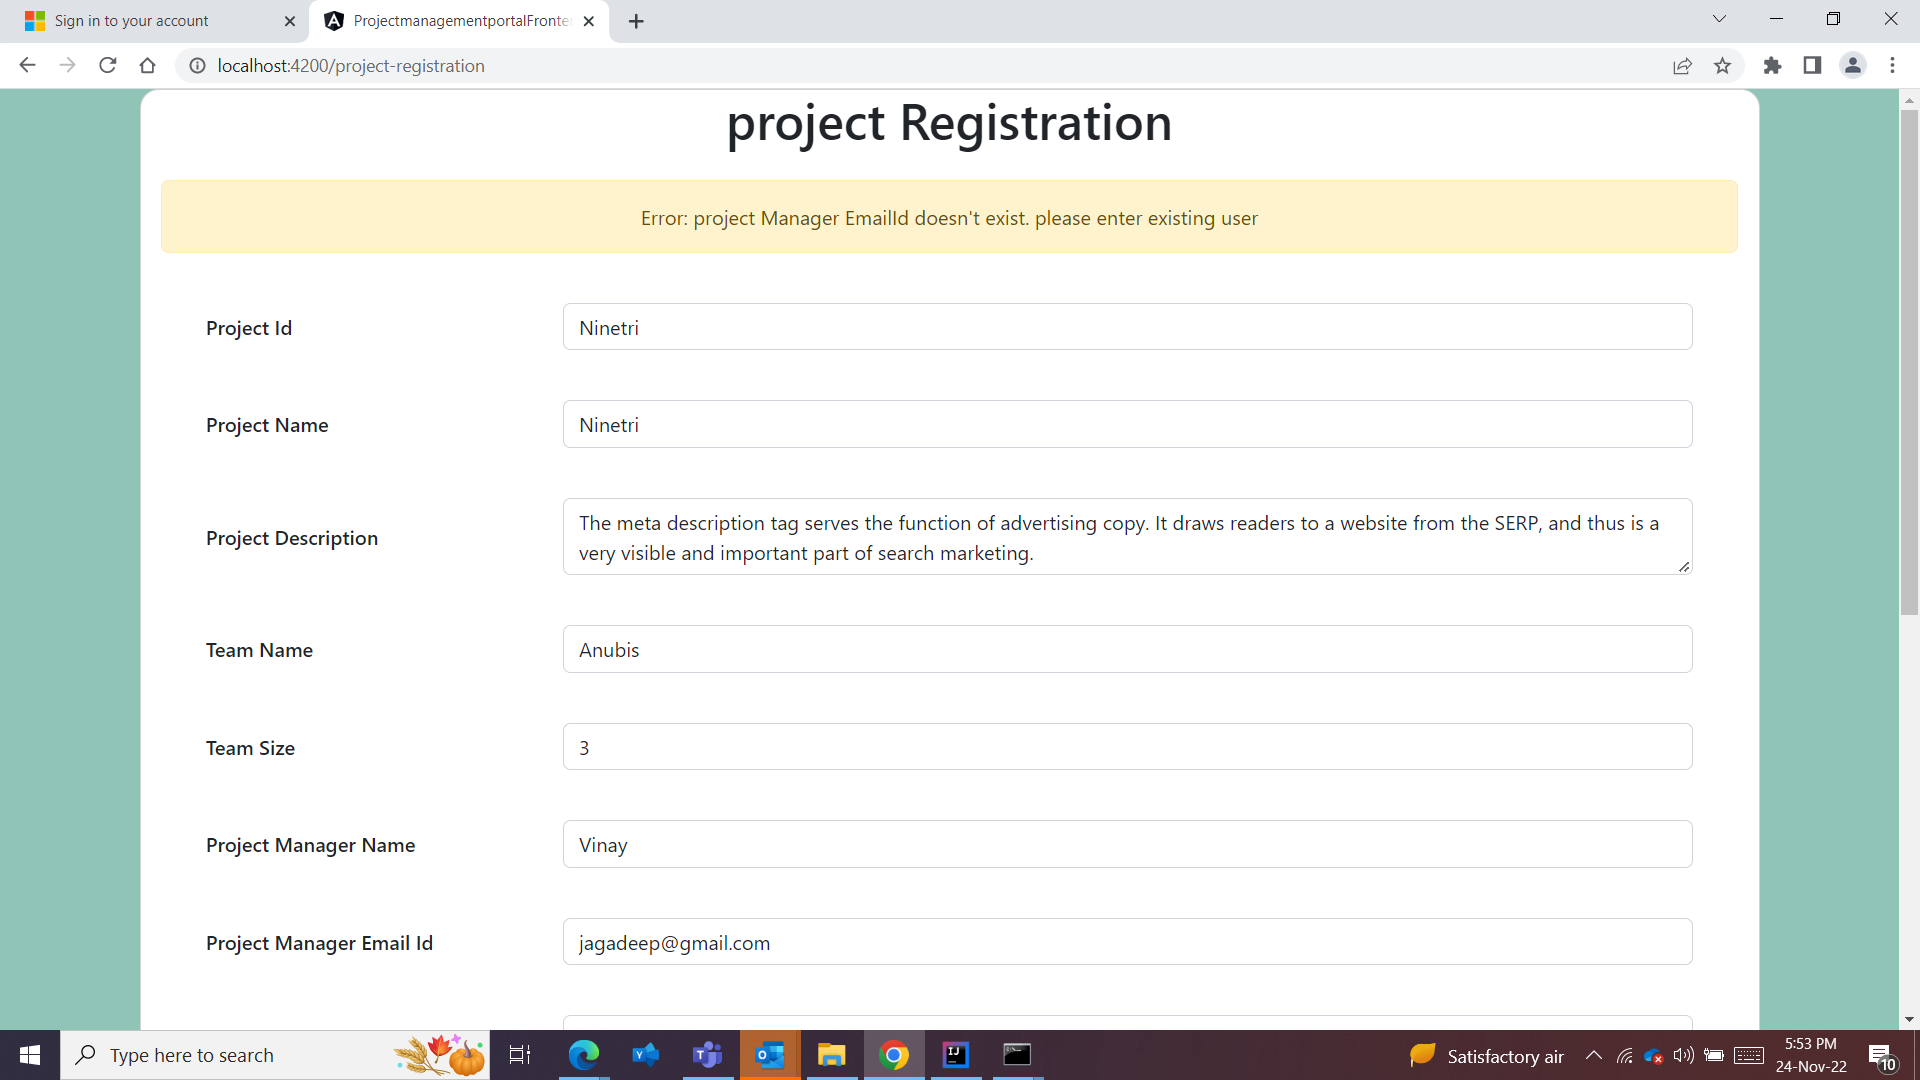 Sign in to your account
ProjectmanagementportalFronte
localhost:4200/project-registration
project Registration
Error: project Manager EmailId doesn't exist. please enter existing user
Project Id
Ninetri
Project Name
Ninetri
Project Description
The meta description tag serves the function of advertising copy. It draws readers to a website from the SERP, and thus is a
very visible and important part of search marketing.
Team Name
Anubis
Team Size
3
Project Manager Name
Vinay
Project Manager Email Id
jagadeep@gmail.com
Type here to search
Satisfactory air
5:53 PM
24-Nov-22
10